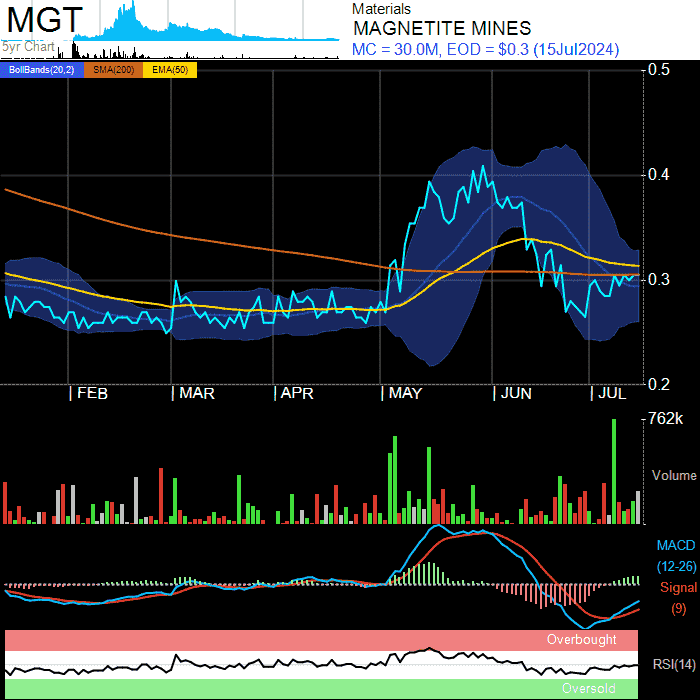 MGT
5yr Chart
Materials
MAGNETITE MINES
MC = 30.0M, EOD = $0.3 (15Jul2024)
BollBands(20,2) SMA(200) EMA(50)
0.5
0.4
0.3
0.2
FEB MAR APR MAY JUN JUL
762k
Volume
MACD
(12-26)
Signal
(9)
Overbought
RSI(14)
Oversold